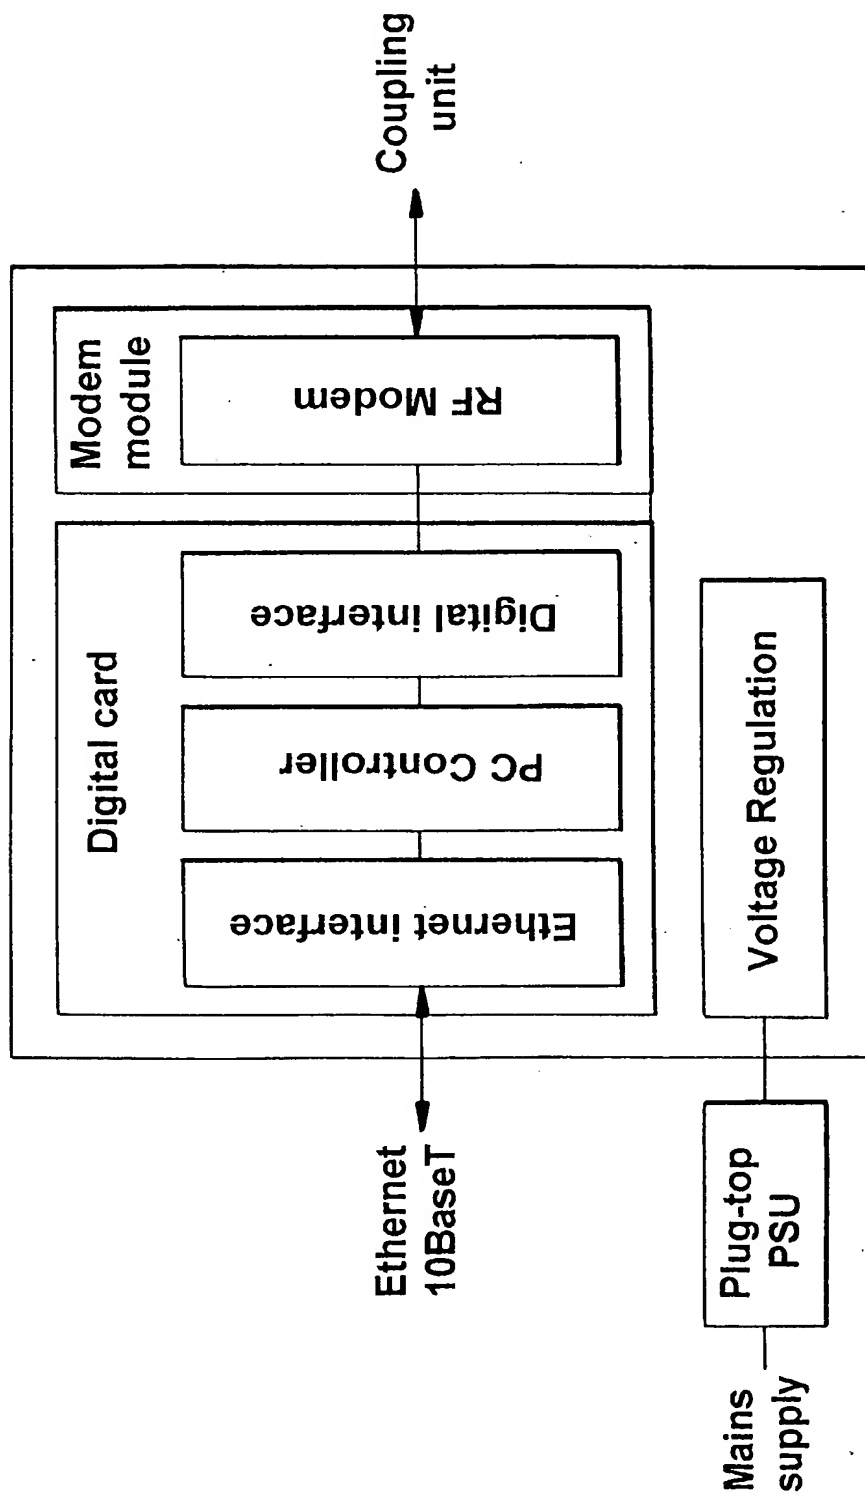 Digital card
Modem
module
Ethernet interface
PC Controller
Digital interface
RF Modem
Ethernet
10BaseT
Coupling
unit
Mains
supply
Plug-top
PSU
Voltage Regulation